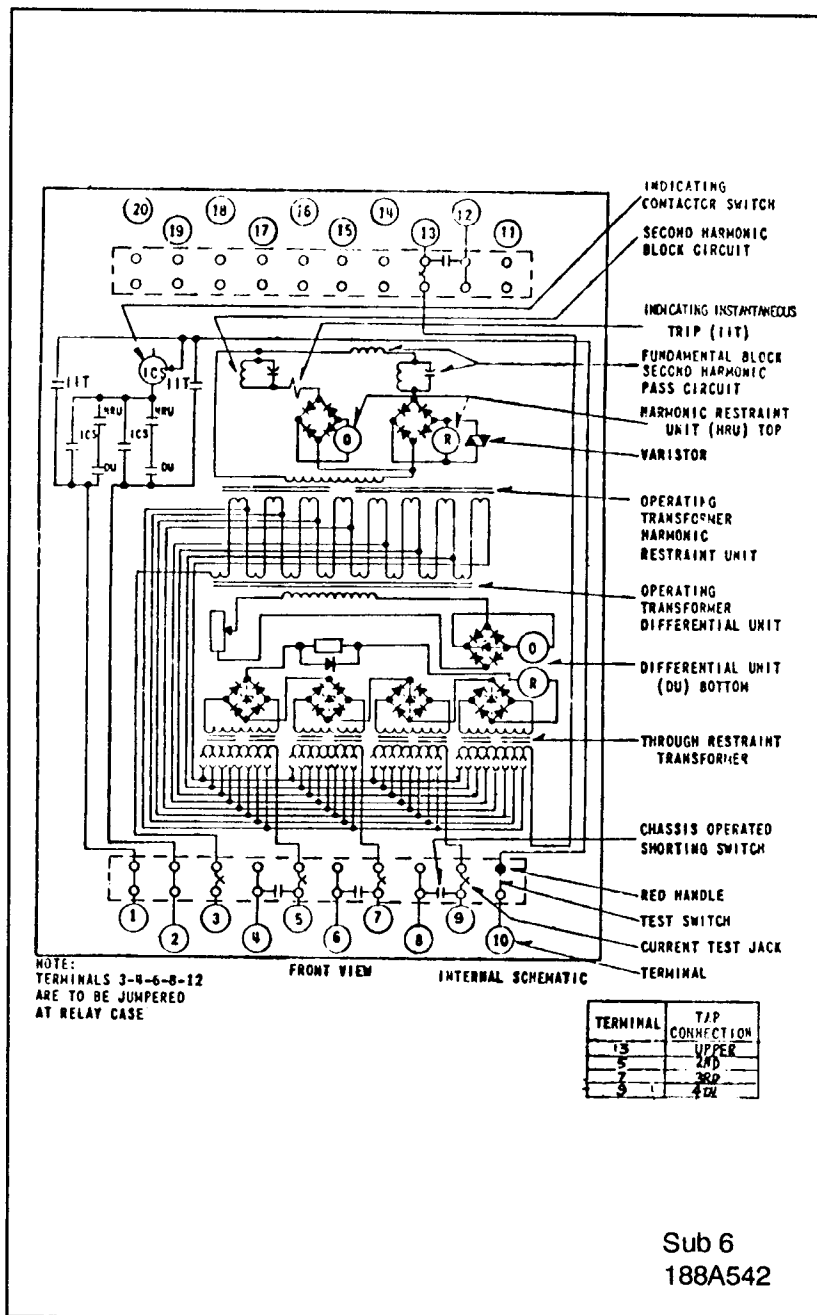 INDICATING
CONTACTOR SWITCH
SECOND HARMONIC
BLOCK CIRCUIT
INDICATING INSTANTANEOUS
TRIP (IIT)
FUNDAMENTAL BLOCK
SECOND HARMONIC
PASS CIRCUIT
HARMONIC RESTRAINT
UNIT (HRU) TOP
VARISTOR
OPERATING
TRANSFORMER
HARMONIC
RESTRAINT UNIT
OPERATING
TRANSFORMER
DIFFERENTIAL UNIT
DIFFERENTIAL UNIT
(DU) BOTTOM
THROUGH RESTRAINT
TRANSFORMER
CHASSIS OPERATED
SHORTING SWITCH
RED HANDLE
TEST SWITCH
CURRENT TEST JACK
TERMINAL
20 19 18 17 16 15 14 13 12 11
IIT ICS IIT
HRU HRU
ICS ICS
DU DU
O R
O
R
1 2 3 4 5 6 7 8 9 10
FRONT VIEW INTERNAL SCHEMATIC
NOTE:
TERMINALS 3-4-6-8-12
ARE TO BE JUMPERED
AT RELAY CASE
TERMINAL TAP CONNECTION
13 UPPER
5 2ND
7 3RD
9 4TH
Sub 6
188A542